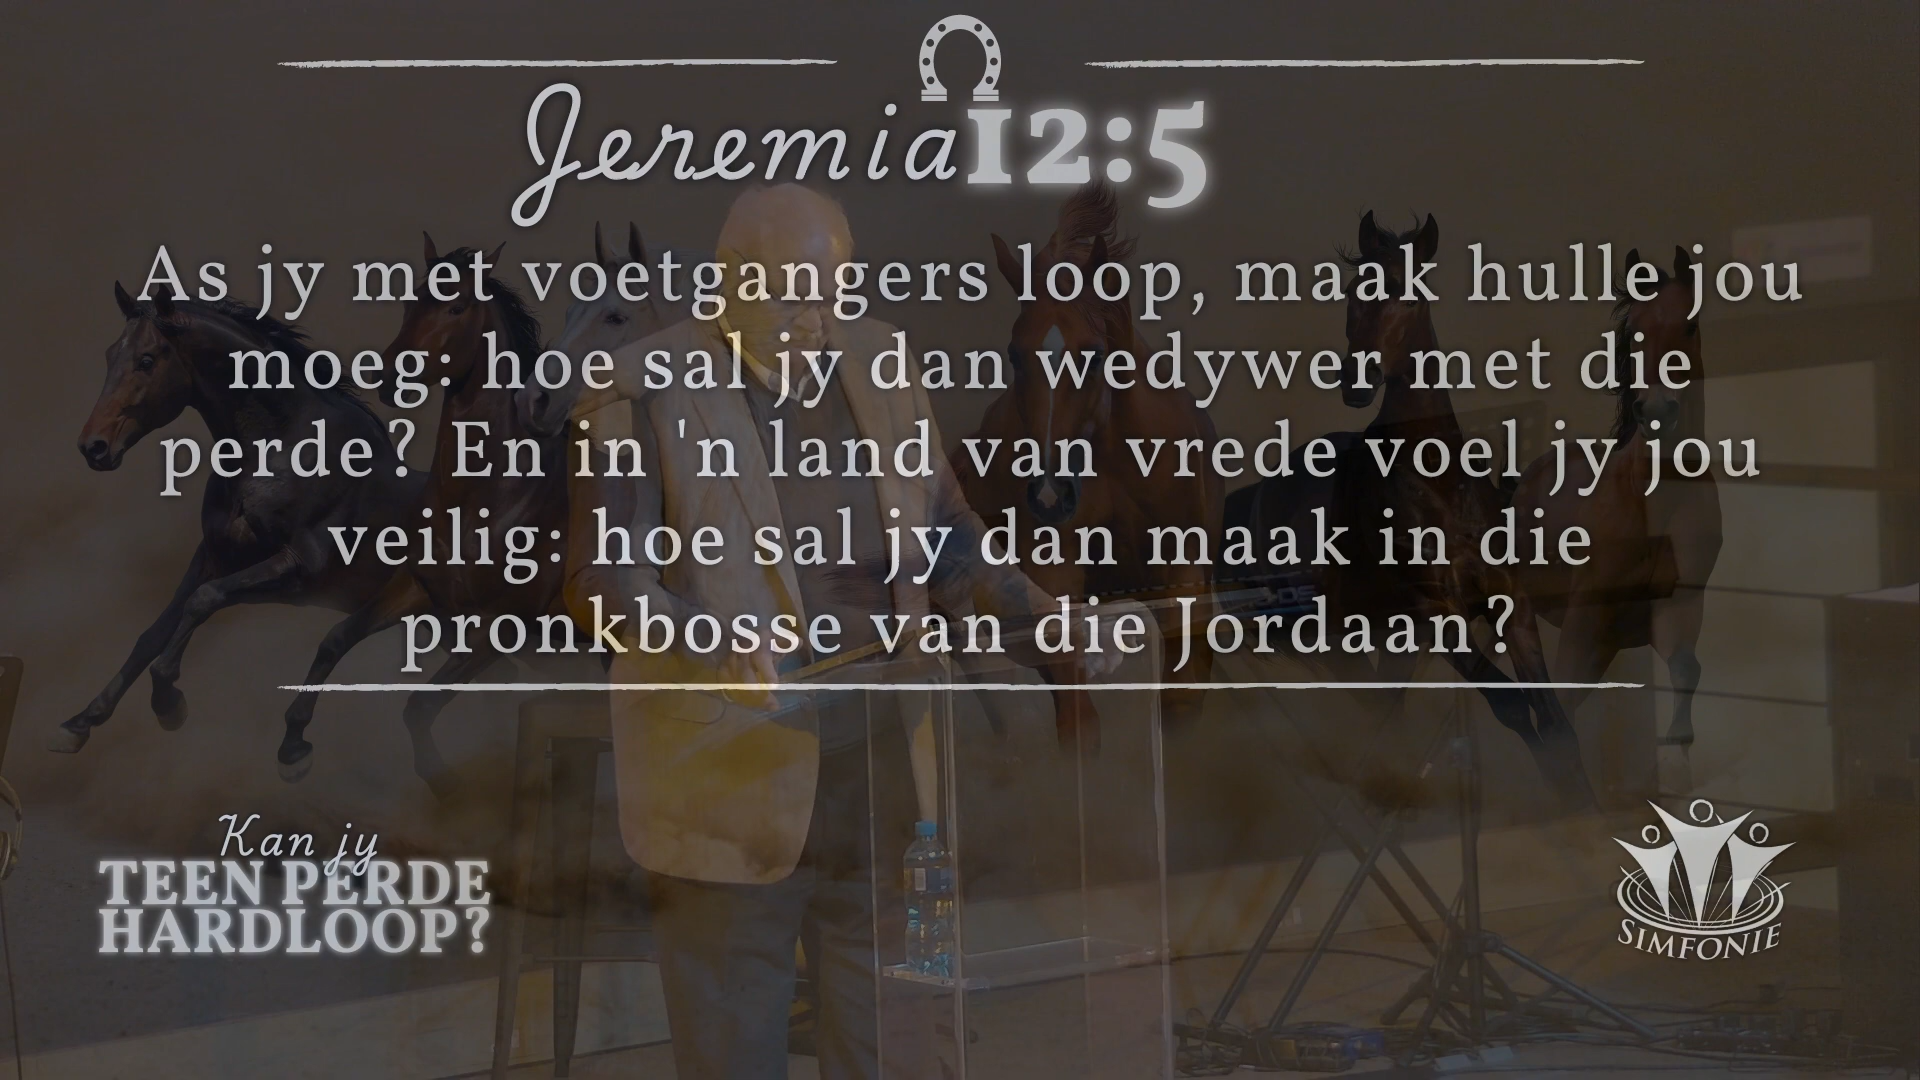 Jeremia 12:5
As jy met voetgangers loop, maak hulle jou
moeg: hoe sal jy dan wedywer met die
perde? En in 'n land van vrede voel jy jou
veilig: hoe sal jy dan maak in die
pronkbosse van die Jordaan?
Kan jy
TEEN PERDE
HARDLOOP?
SIMFONIE